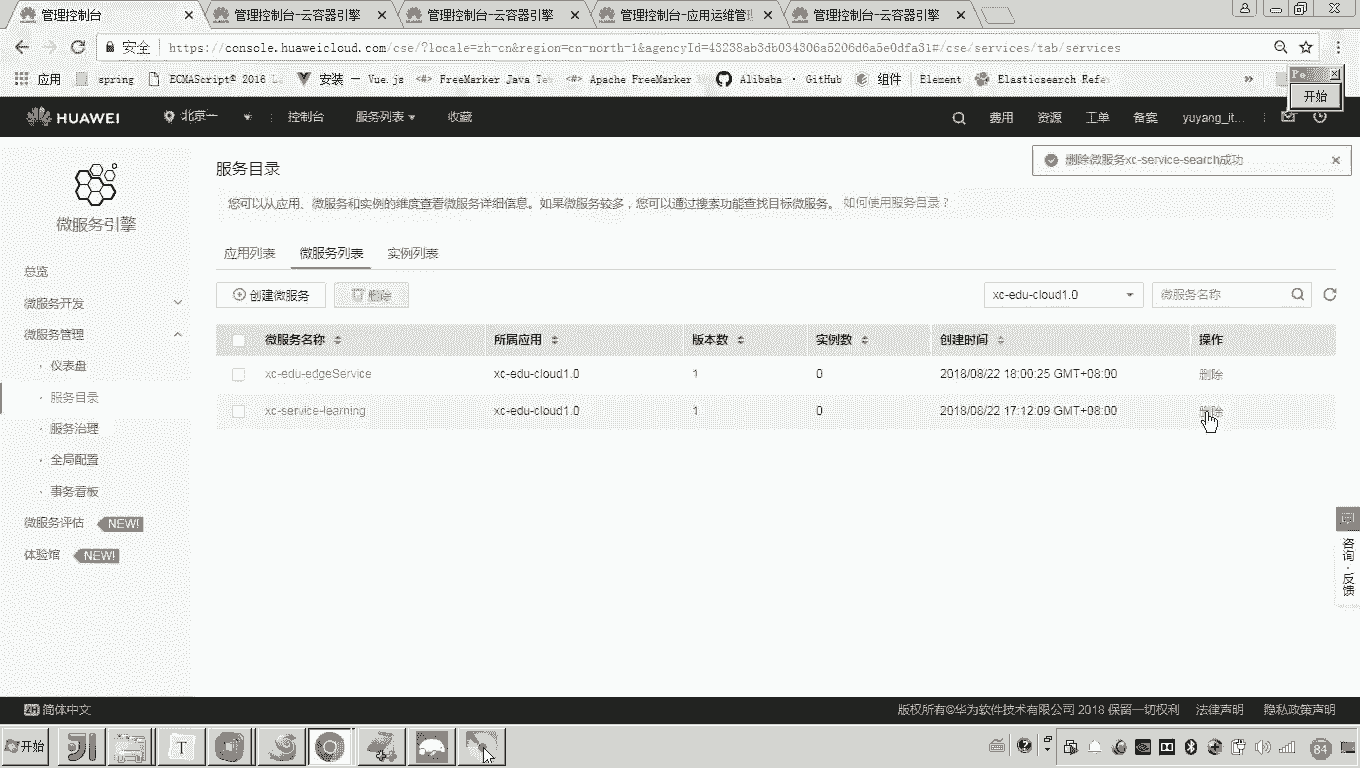 管理控制台
管理控制台-云容器引擎
管理控制台-云容器引擎
管理控制台-应用运维
管理控制台-云容器引擎
安全
https://console.huaweicloud.com/cse/?locale=zh-cn&region=cn-north-1&agencyId=43238ab3db034306a5206d6a5e0dfa31#/cse/services/tab/services
应用
spring
ECMAScript® 2016 L
安装 — Vue.js
FreeMarker Java Te
Apache FreeMarker
Alibaba · GitHub
组件
Element
Elasticsearch Refe
»
开始
HUAWEI
北京一
控制台
服务列表
收藏
费用
资源
工单
备案
yuyang_it...
微服务引擎
总览
微服务开发
微服务管理
· 仪表盘
· 服务目录
· 服务治理
· 全局配置
· 事务看板
微服务评估 NEW!
体验馆 NEW!
服务目录
删除微服务xc-service-search成功
您可以从应用、微服务和实例的维度查看微服务详细信息。如果微服务较多，您可以通过搜索功能查找目标微服务。 如何使用服务目录？
应用列表
微服务列表
实例列表
创建微服务
删除
xc-edu-cloud1.0
微服务名称
微服务名称 所属应用 版本数 实例数 创建时间 操作
xc-edu-edgeService xc-edu-cloud1.0 1 0 2018/08/22 18:00:25 GMT+08:00 删除
xc-service-learning xc-edu-cloud1.0 1 0 2018/08/22 17:12:09 GMT+08:00 删除
咨询·反馈
ZH 简体中文
版权所有©华为软件技术有限公司 2018 保留一切权利
法律声明
隐私政策声明
开始
T
84